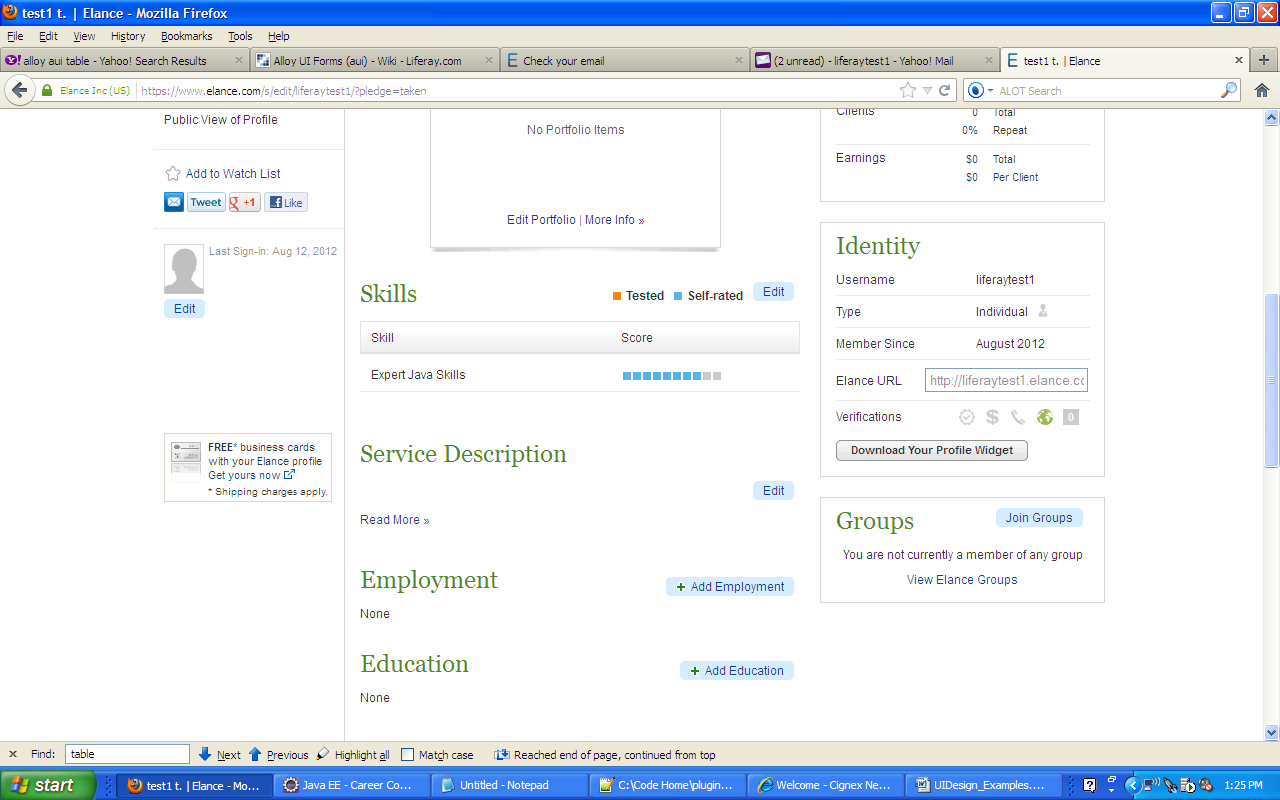 test1 t. | Elance - Mozilla Firefox
File Edit View History Bookmarks Tools Help
alloy aui table - Yahoo! Search Results
Alloy UI Forms (aui) - Wiki - Liferay.com
Check your email
(2 unread) - liferaytest1 - Yahoo! Mail
test1 t. | Elance
Elance Inc (US)
https://www.elance.com/s/edit/liferaytest1/?pledge=taken
ALOT Search
Public View of Profile
Add to Watch List
Tweet
+1
Like
Last Sign-in: Aug 12, 2012
Edit
FREE* business cards
with your Elance profile
Get yours now
* Shipping charges apply.
No Portfolio Items
Edit Portfolio | More Info »
Skills
Tested Self-rated
Edit
Skill Score
Expert Java Skills
Service Description
Edit
Read More »
Employment
+ Add Employment
None
Education
+ Add Education
None
Clients 0 Total
0% Repeat
Earnings $0 Total
$0 Per Client
Identity
Username liferaytest1
Type Individual
Member Since August 2012
Elance URL http://liferaytest1.elance.cc
Verifications $ 0
Download Your Profile Widget
Groups
Join Groups
You are not currently a member of any group
View Elance Groups
Find: table Next Previous Highlight all Match case Reached end of page, continued from top
start
test1 t. | Elance - Mo...
Java EE - Career Co...
Untitled - Notepad
C:\Code Home\plugin...
Welcome - Cignex Ne...
UIDesign_Examples....
1:25 PM